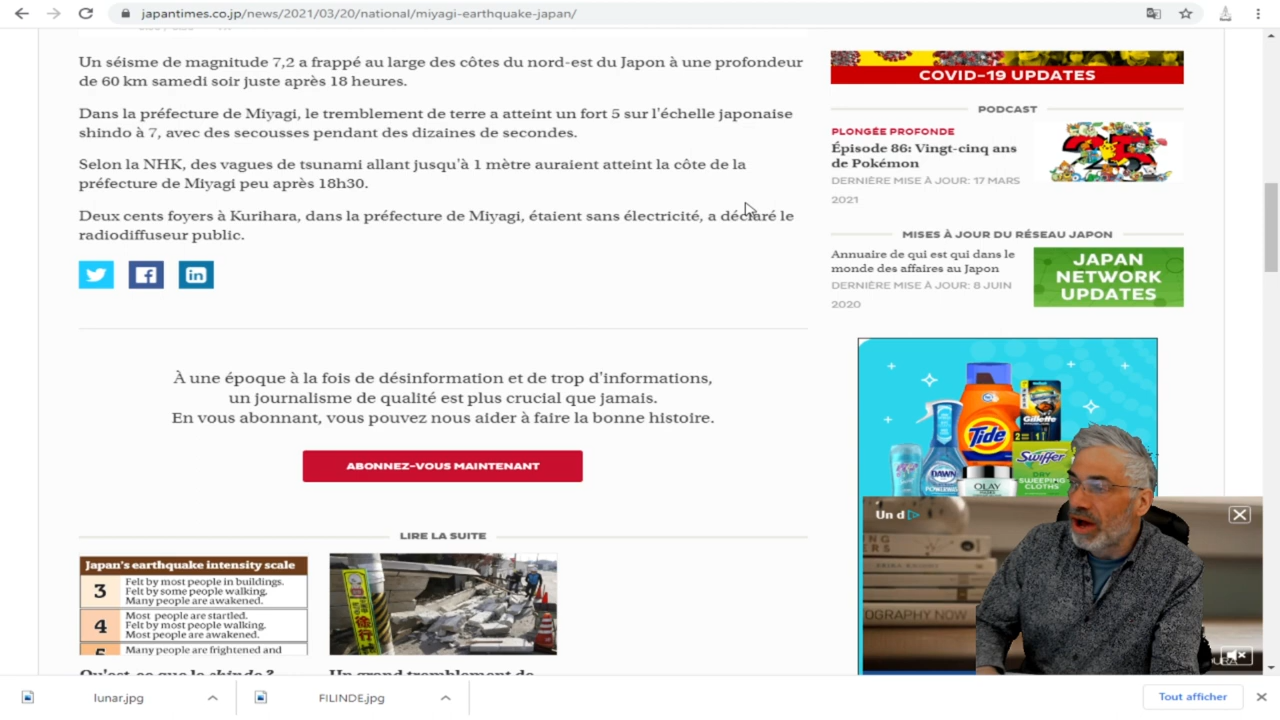 japantimes.co.jp/news/2021/03/20/national/miyagi-earthquake-japan/
Un séisme de magnitude 7,2 a frappé au large des côtes du nord-est du Japon à une profondeur
de 60 km samedi soir juste après 18 heures.
Dans la préfecture de Miyagi, le tremblement de terre a atteint un fort 5 sur l'échelle japonaise
shindo à 7, avec des secousses pendant des dizaines de secondes.
Selon la NHK, des vagues de tsunami allant jusqu'à 1 mètre auraient atteint la côte de la
préfecture de Miyagi peu après 18h30.
Deux cents foyers à Kurihara, dans la préfecture de Miyagi, étaient sans électricité, a déclaré le
radiodiffuseur public.
in
À une époque à la fois de désinformation et de trop d'informations,
un journalisme de qualité est plus crucial que jamais.
En vous abonnant, vous pouvez nous aider à faire la bonne histoire.
ABONNEZ-VOUS MAINTENANT
LIRE LA SUITE
Japan's earthquake intensity scale
3
Felt by most people in buildings.
Felt by some people walking.
Many people are awakened.
4
Most people are startled.
Felt by most people walking.
Most people are awakened.
5
Many people are frightened and
Qu'est-ce que le shindo ?
Un grand tremblement de
徐行
COVID-19 UPDATES
PODCAST
PLONGÉE PROFONDE
Épisode 86: Vingt-cinq ans
de Pokémon
DERNIÈRE MISE À JOUR: 17 MARS
2021
25
MISES À JOUR DU RÉSEAU JAPON
Annuaire de qui est qui dans le
monde des affaires au Japon
DERNIÈRE MISE À JOUR: 8 JUIN
2020
JAPAN
NETWORK
UPDATES
Gillette
Tide
Swiffer
DRY
SWEEPING
CLOTHS
DAWN
OLAY
Un d
OGRAPHY NOW
lunar.jpg
FILINDE.jpg
Tout afficher